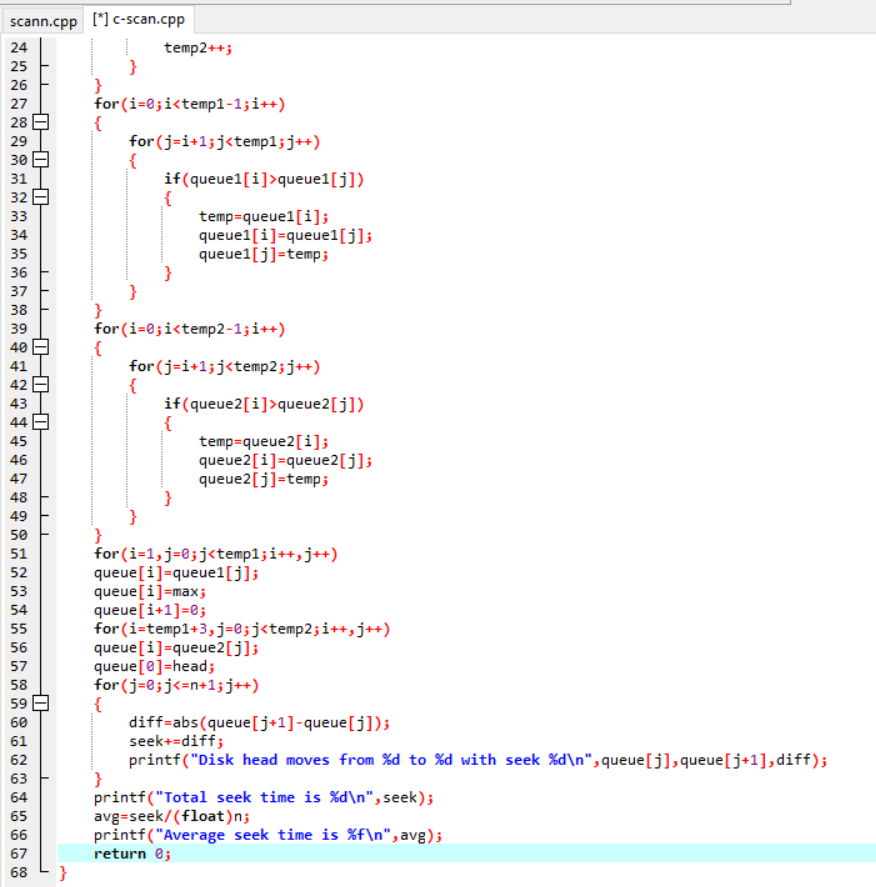 scann.cpp [*] c-scan.cpp
24 temp2++;
25 }
26 }
27 for(i=0;i<temp1-1;i++)
28 {
29 for(j=i+1;j<temp1;j++)
30 {
31 if(queue1[i]>queue1[j])
32 {
33 temp=queue1[i];
34 queue1[i]=queue1[j];
35 queue1[j]=temp;
36 }
37 }
38 }
39 for(i=0;i<temp2-1;i++)
40 {
41 for(j=i+1;j<temp2;j++)
42 {
43 if(queue2[i]>queue2[j])
44 {
45 temp=queue2[i];
46 queue2[i]=queue2[j];
47 queue2[j]=temp;
48 }
49 }
50 }
51 for(i=1,j=0;j<temp1;i++,j++)
52 queue[i]=queue1[j];
53 queue[i]=max;
54 queue[i+1]=0;
55 for(i=temp1+3,j=0;j<temp2;i++,j++)
56 queue[i]=queue2[j];
57 queue[0]=head;
58 for(j=0;j<=n+1;j++)
59 {
60 diff=abs(queue[j+1]-queue[j]);
61 seek+=diff;
62 printf("Disk head moves from %d to %d with seek %d\n",queue[j],queue[j+1],diff);
63 }
64 printf("Total seek time is %d\n",seek);
65 avg=seek/(float)n;
66 printf("Average seek time is %f\n",avg);
67 return 0;
68 }